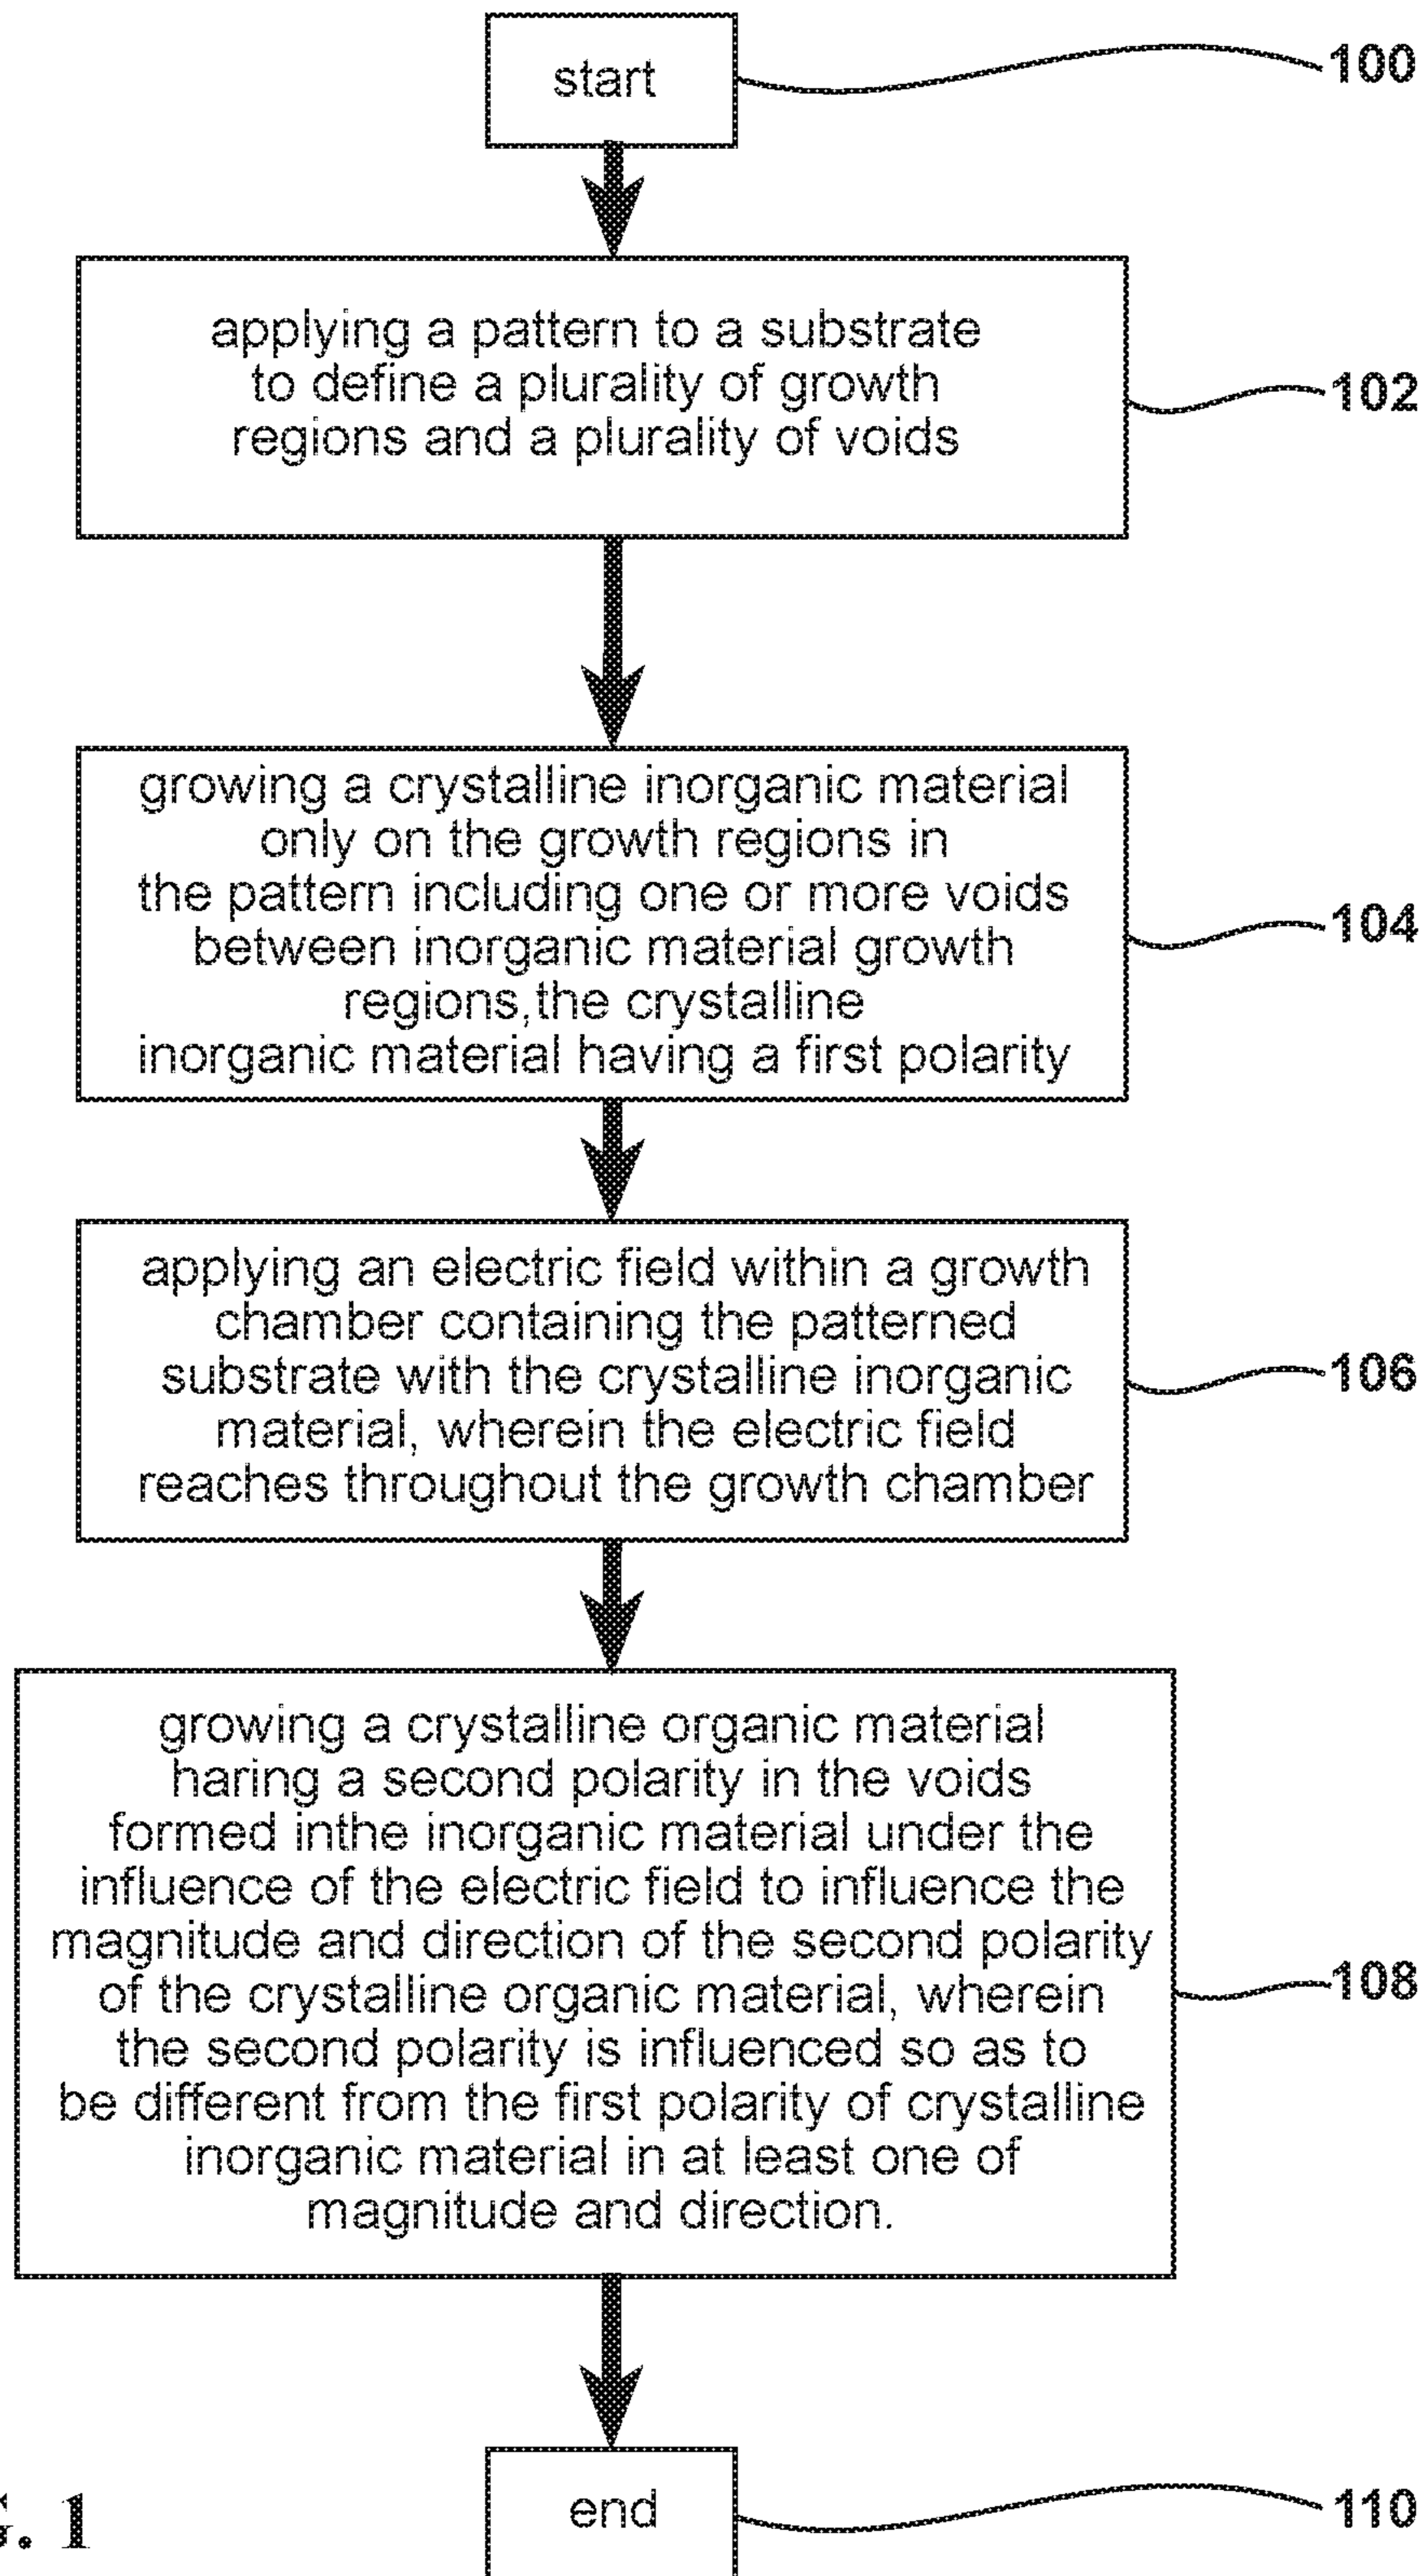 start
100
applying a pattern to a substrate
to define a plurality of growth
regions and a plurality of voids
102
growing a crystalline inorganic material
only on the growth regions in
the pattern including one or more voids
between inorganic material growth
regions,the crystalline
inorganic material having a first polarity
104
applying an electric field within a growth
chamber containing the patterned
substrate with the crystalline inorganic
material, wherein the electric field
reaches throughout the growth chamber
106
growing a crystalline organic material
haring a second polarity in the voids
formed inthe inorganic material under the
influence of the electric field to influence the
magnitude and direction of the second polarity
of the crystalline organic material, wherein
the second polarity is influenced so as to
be different from the first polarity of crystalline
inorganic material in at least one of
magnitude and direction.
108
end
110
. 1